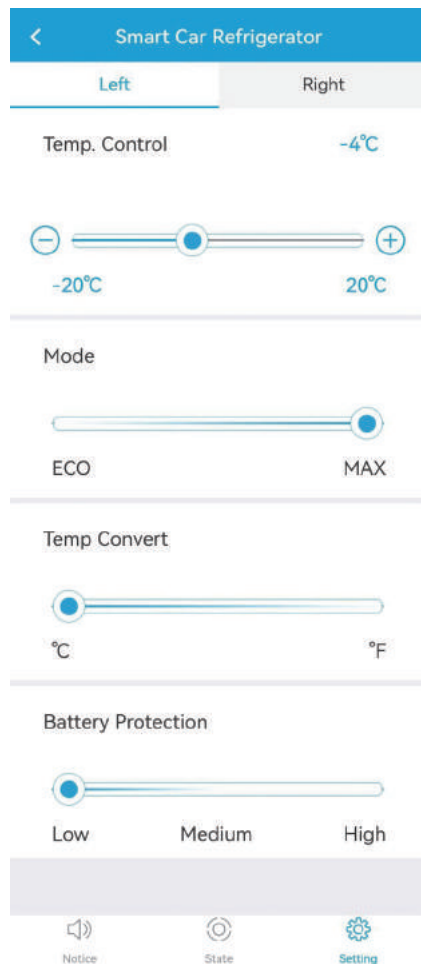 Smart Car Refrigerator
Left Right
Temp. Control -4℃
-20℃ 20℃
Mode
ECO MAX
Temp Convert
℃ ℉
Battery Protection
Low Medium High
Notice State Setting